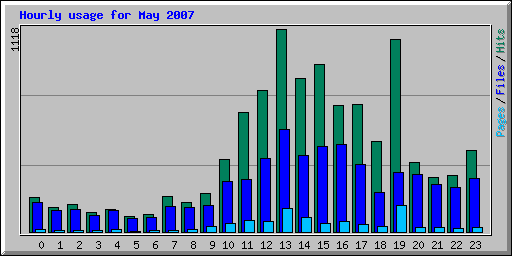 Hourly usage for May 2007
1118
Pages / Files / Hits
0 1 2 3 4 5 6 7 8 9 10 11 12 13 14 15 16 17 18 19 20 21 22 23